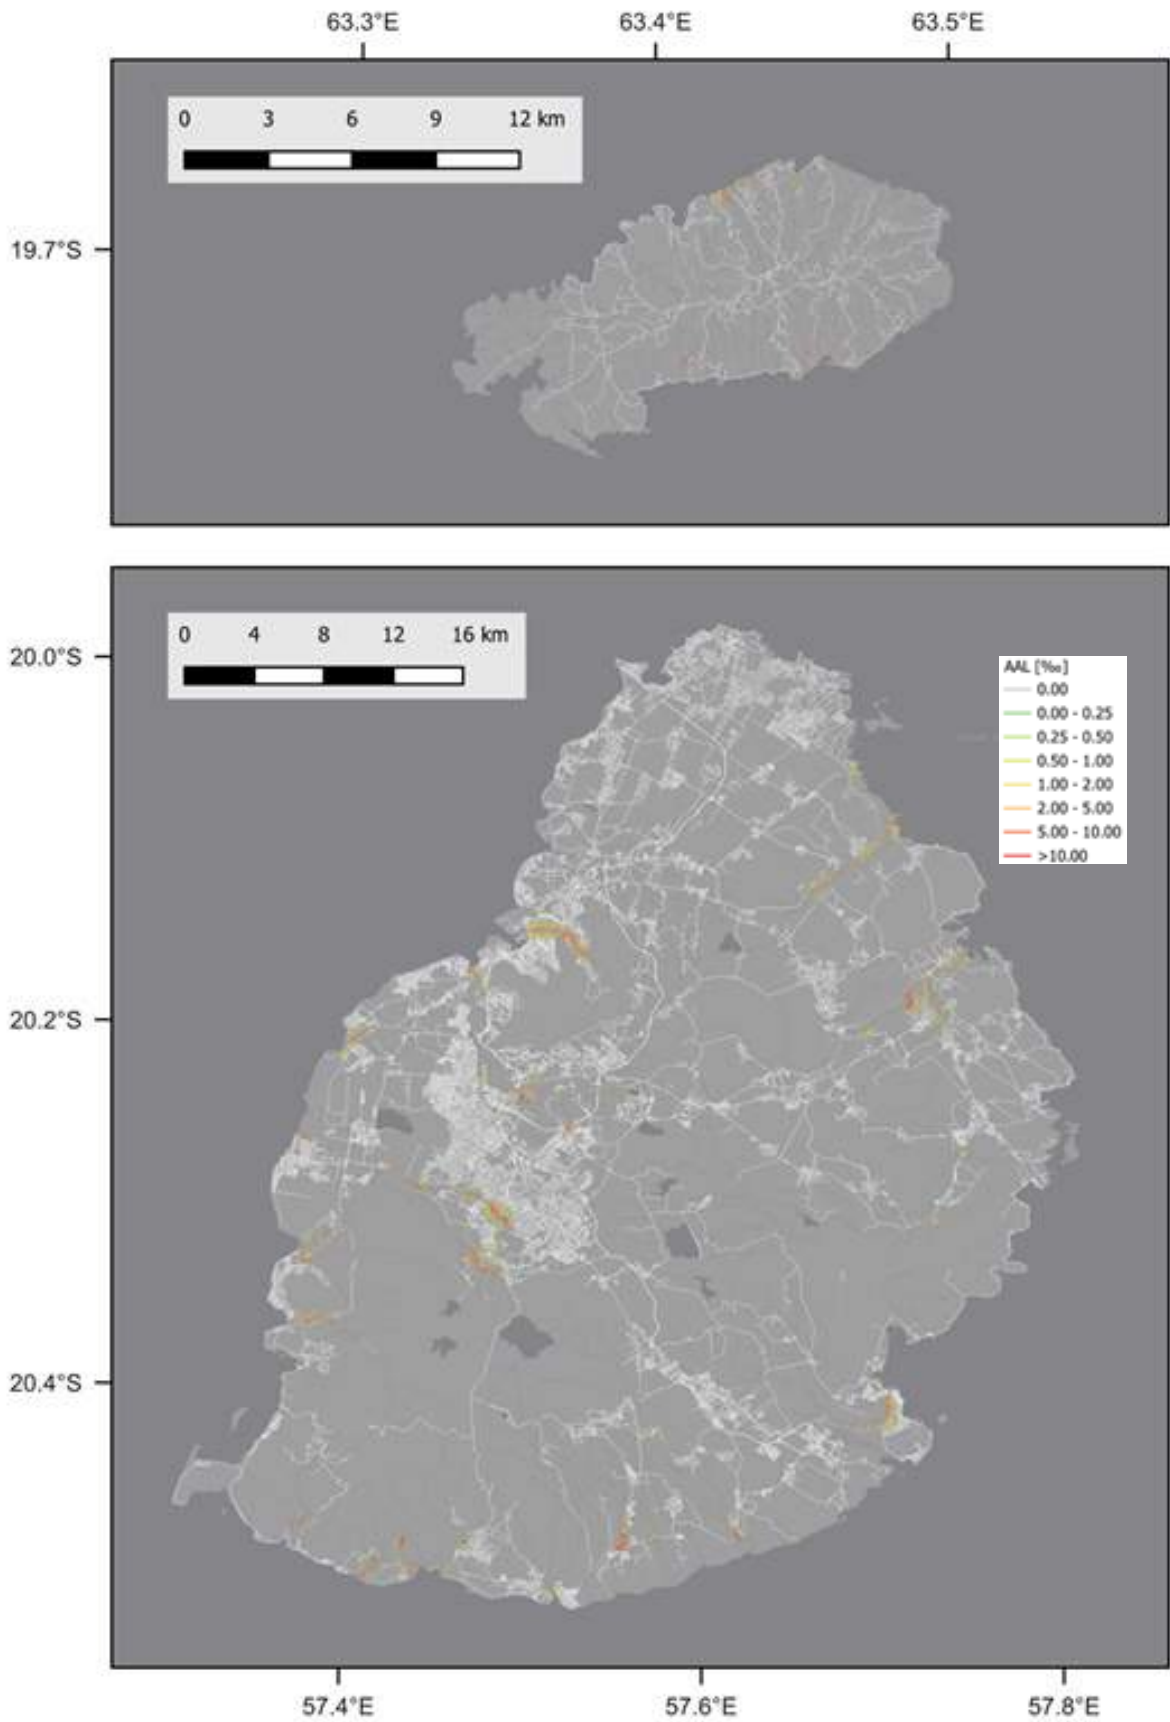 63.3°E 63.4°E 63.5°E
0 3 6 9 12 km
19.7°S
0 4 8 12 16 km
20.0°S
AAL [‰]
0.00
0.00 - 0.25
0.25 - 0.50
0.50 - 1.00
1.00 - 2.00
2.00 - 5.00
5.00 - 10.00
>10.00
20.2°S
20.4°S
57.4°E 57.6°E 57.8°E